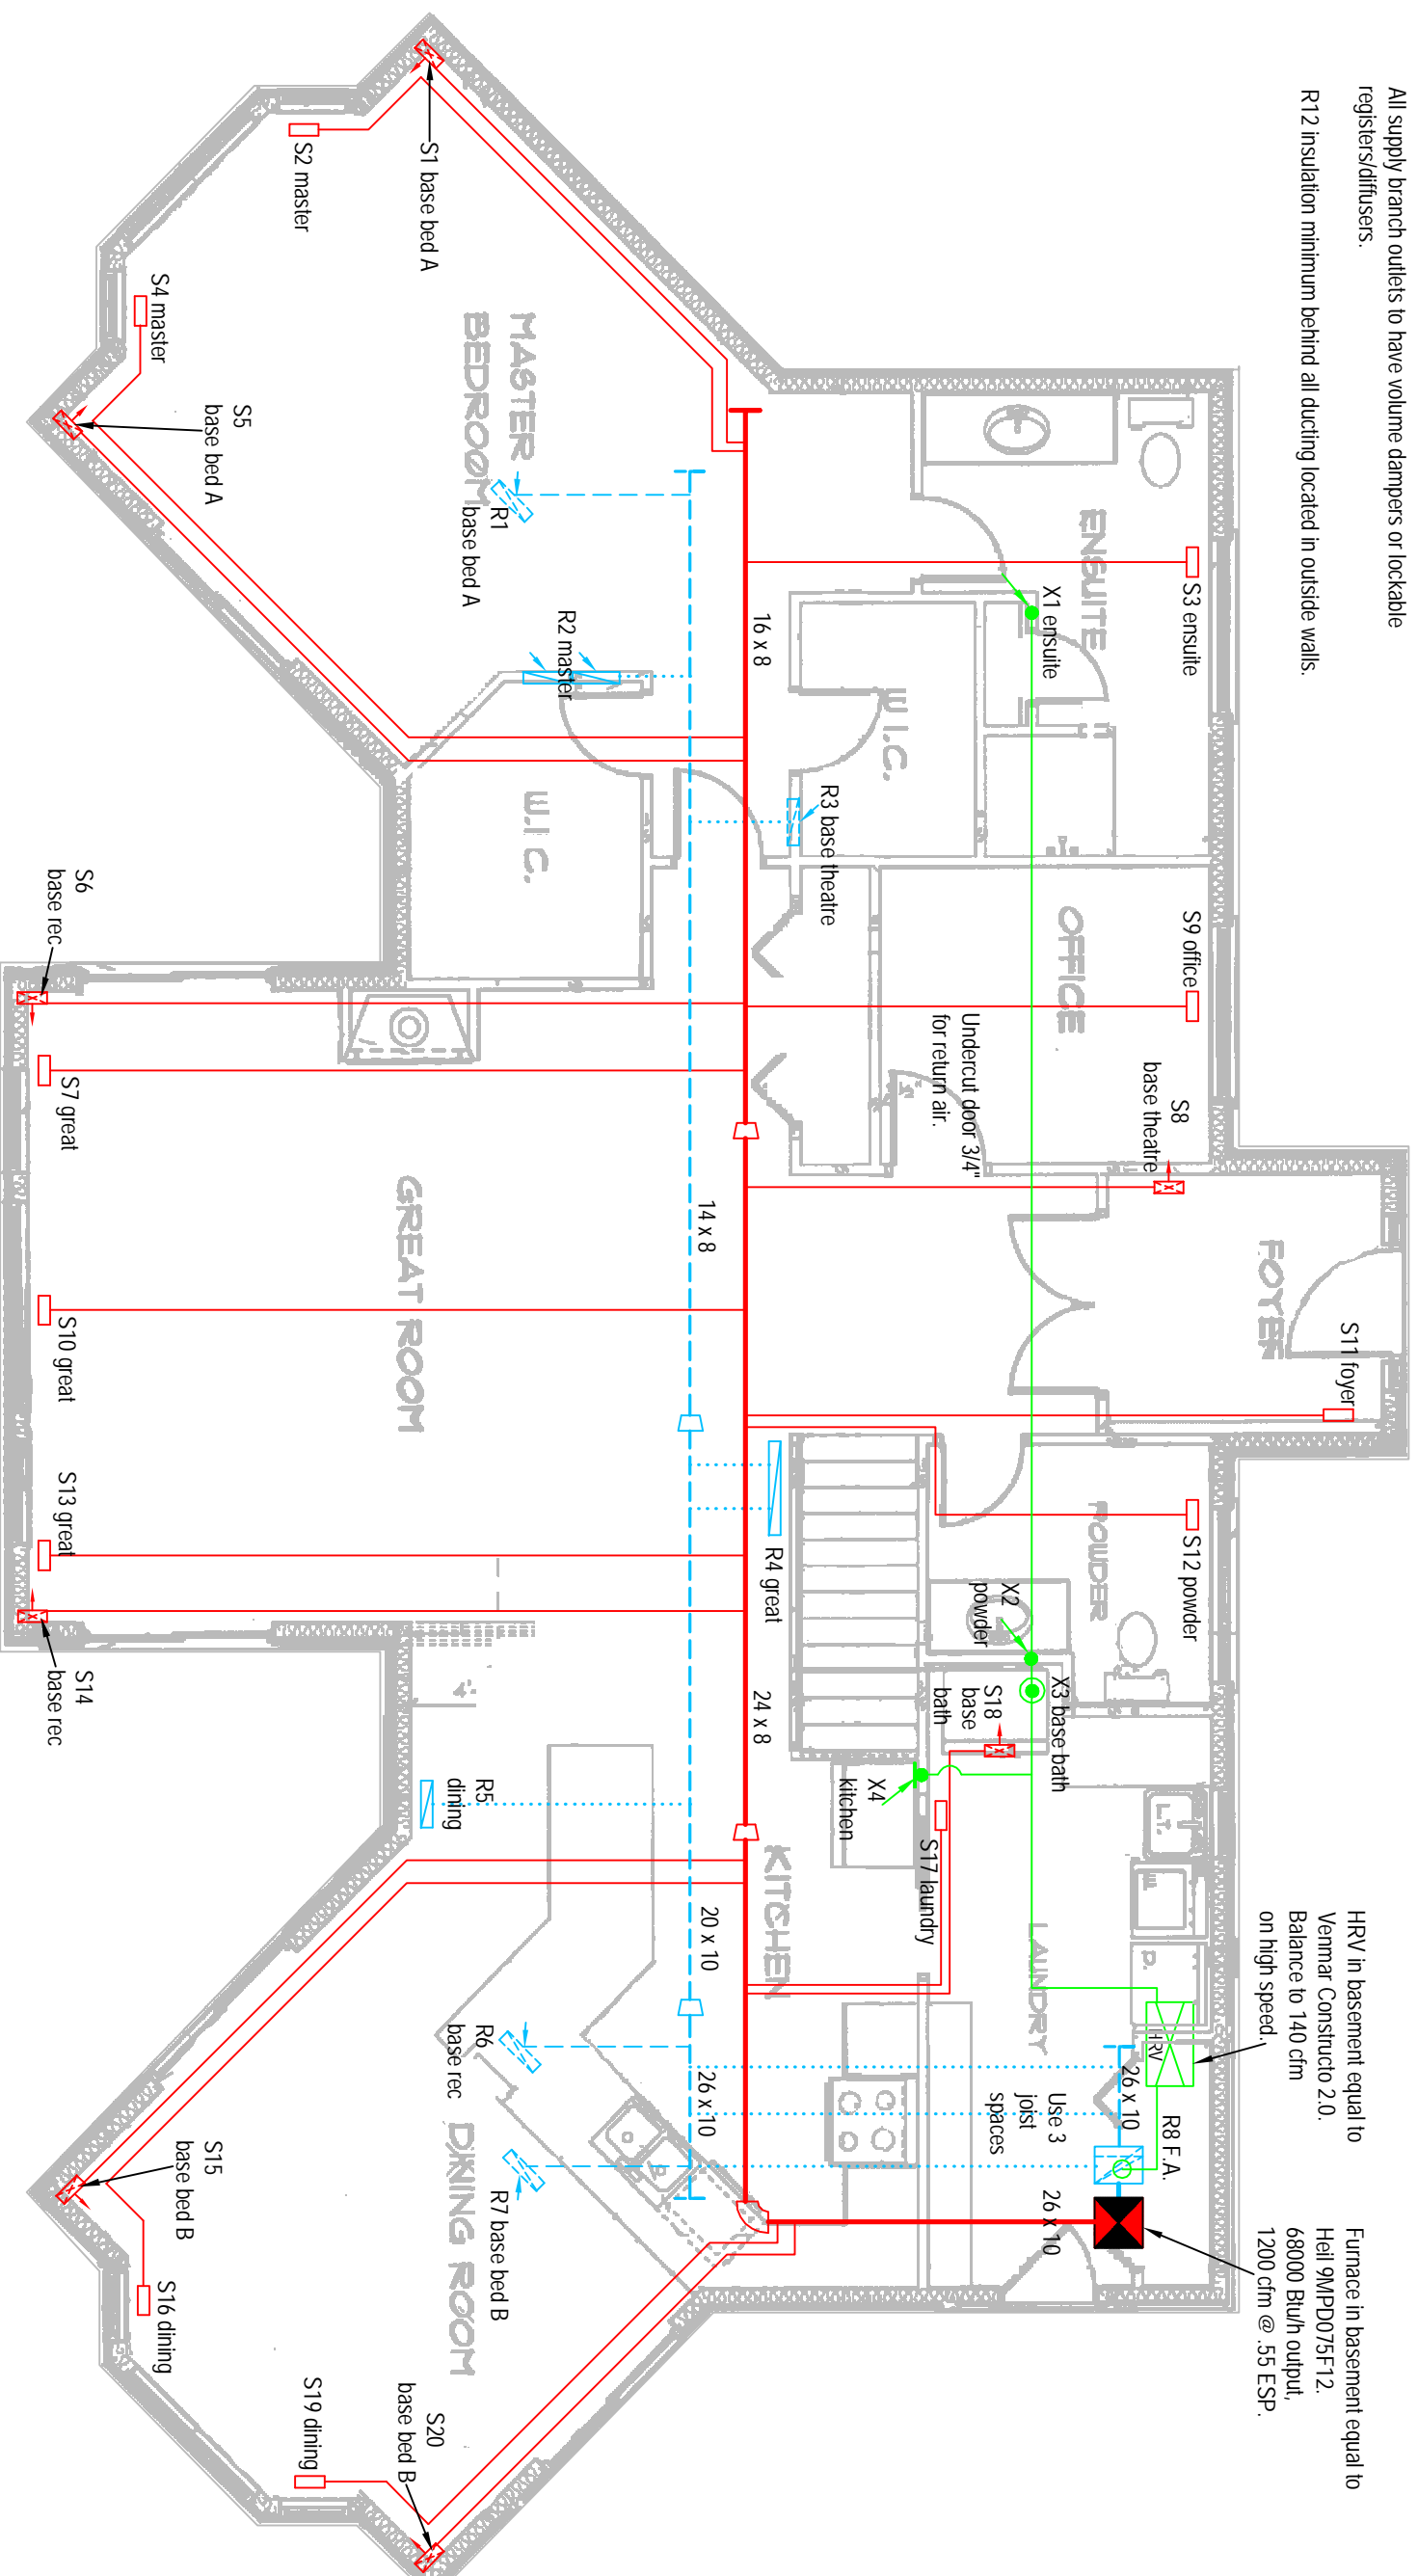 All supply branch outlets to have volume dampers or lockable
registers/diffusers.
R12 insulation minimum behind all ducting located in outside walls.
HRV in basement equal to
Venmar Constructo 2.0.
Balance to 140 cfm
on high speed.
Furnace in basement equal to
Heil 9MPD075F12.
68000 Btu/h output,
1200 cfm @ .55 ESP.
S11 foyer
FOYER
S3 ensuite
S9 office
S8
base theatre
S12 powder
HRV
R8 F.A.
26 x 10
L.T.
W.
D.
ENSUITE
X1 ensuite
OFFICE
POWDER
X2
powder
X3 base bath
LAUNDRY
Use 3
joist
spaces
26 x 10
Undercut door 3/4"
for return air.
S18
base
bath
S17 laundry
W.I.C.
R3 base theatre
X4
kitchen
KITCHEN
16 x 8
R4 great
24 x 8
14 x 8
20 x 10
26 x 10
MASTER
BEDROOM
R1
base bed A
R2 master
W.I.C.
GREAT ROOM
4'
R5
dining
R6
base rec
R7 base bed B
DINING ROOM
S1 base bed A
S2 master
S4 master
S5
base bed A
S6
base rec
S7 great
S10 great
S13 great
S14
base rec
S15
base bed B
S16 dining
S19 dining
S20
base bed B